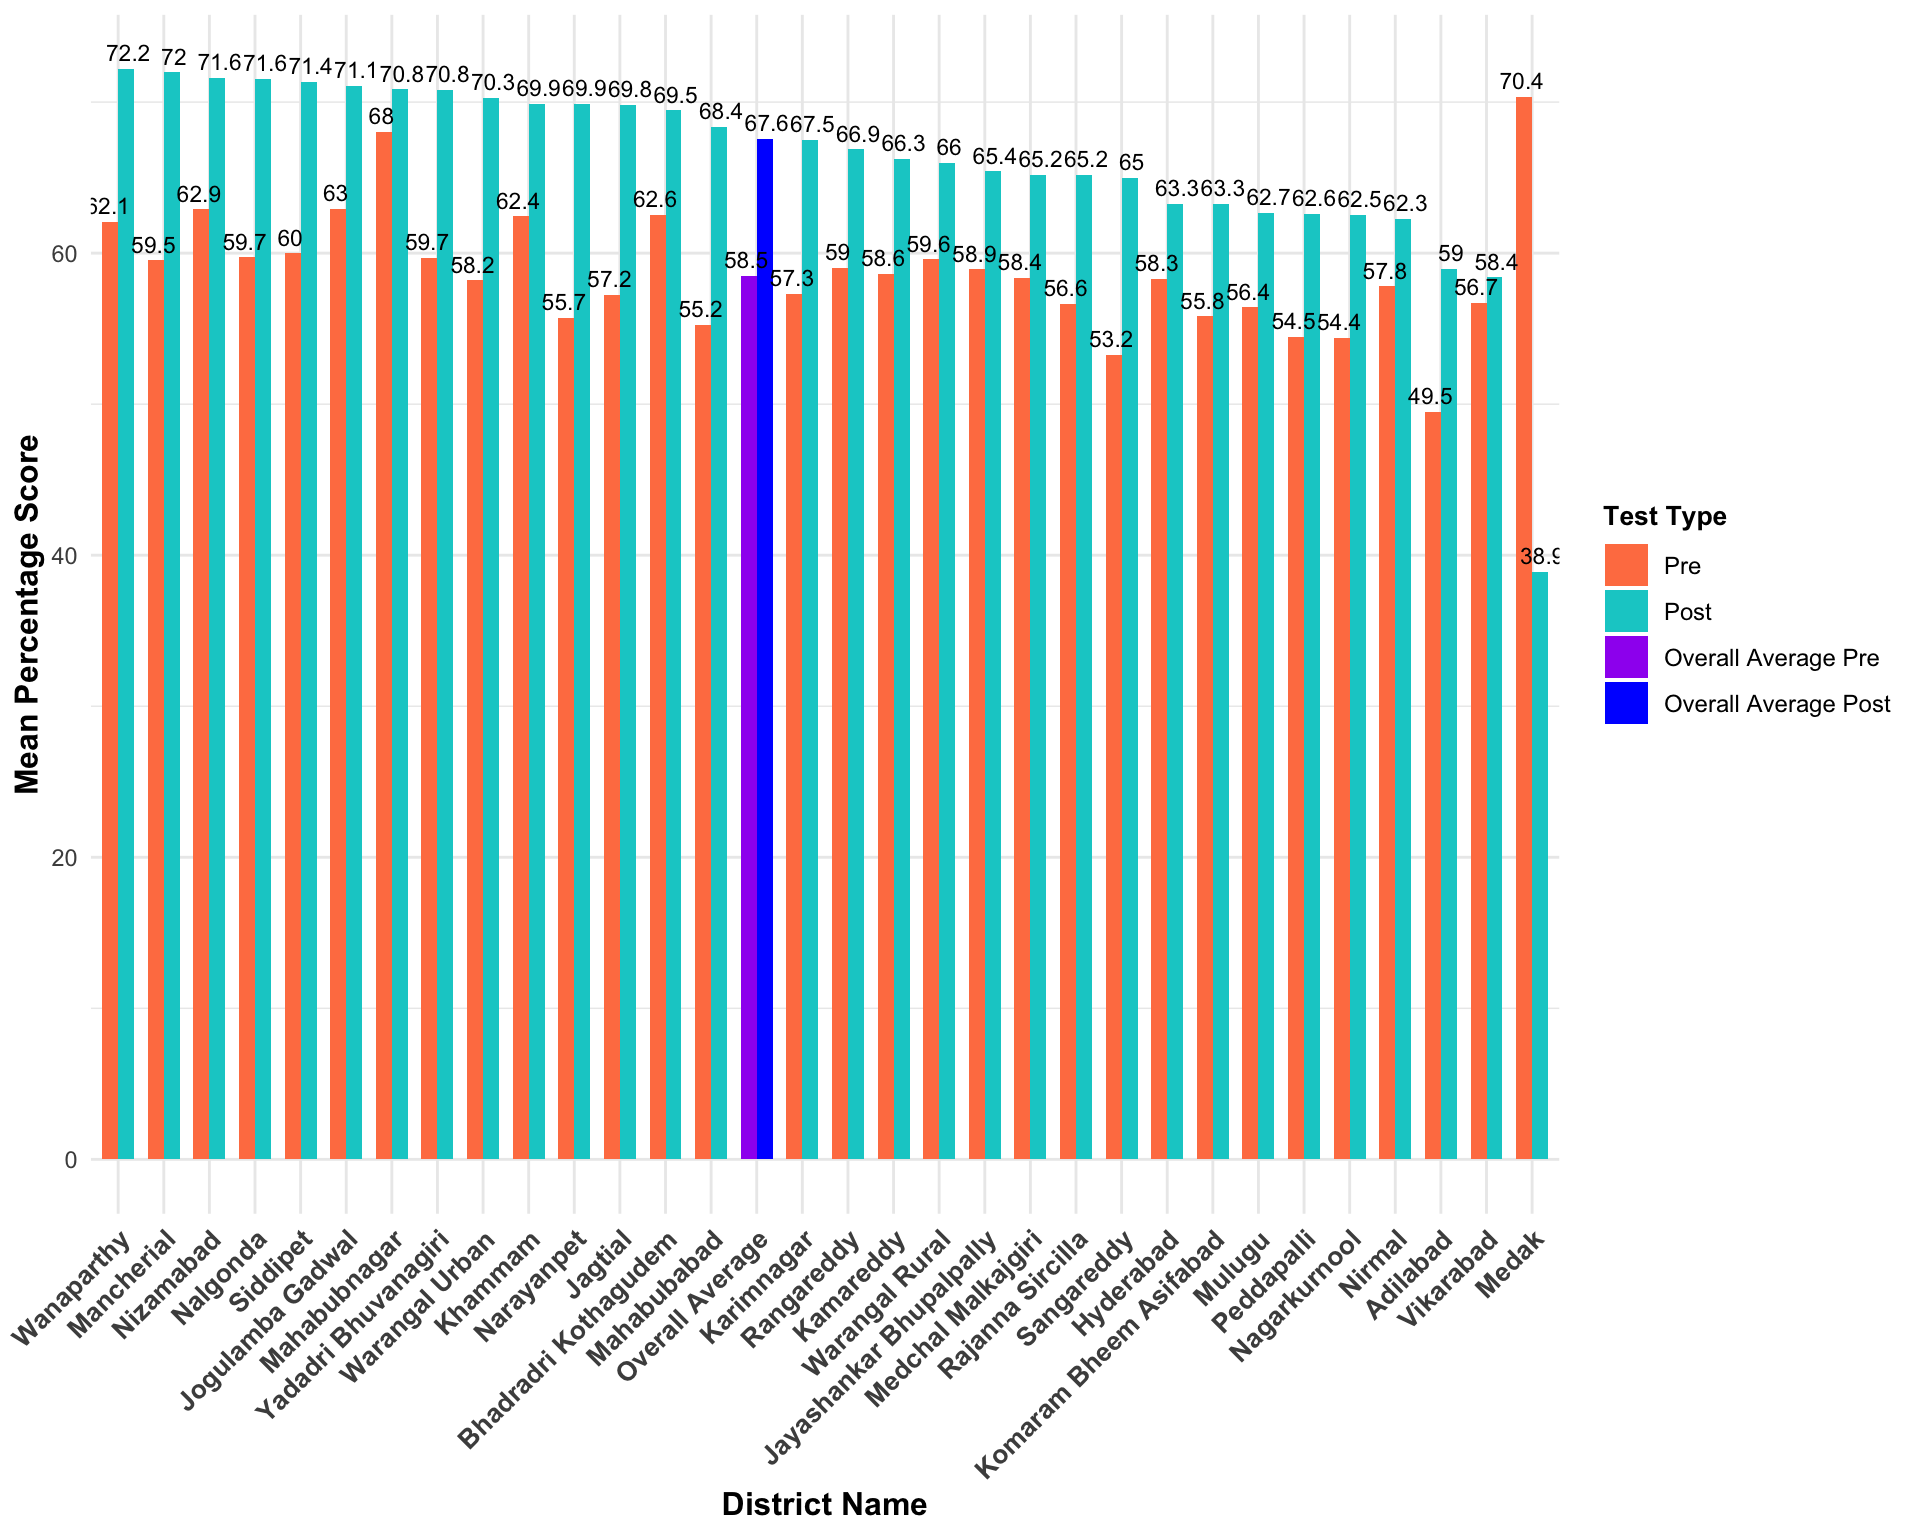 72.2
72
71.6
71.6
71.4
71.1
70.8
70.8
70.3
69.9
69.9
69.8
69.5
68.4
67.6
67.5
66.9
66.3
66
65.4
65.2
65.2
65
63.3
63.3
62.7
62.6
62.5
62.3
59
58.4
38.9
62.1
59.5
62.9
59.7
60
63
68
59.7
58.2
62.4
55.7
57.2
62.6
55.2
58.5
57.3
59
58.6
59.6
58.9
58.4
56.6
53.2
58.3
55.8
56.4
54.5
54.4
57.8
49.5
56.7
70.4
60
40
20
0
Mean Percentage Score
Wanaparthy
Mancherial
Nizamabad
Nalgonda
Siddipet
Jogulamba Gadwal
Mahabubnagar
Yadadri Bhuvanagiri
Warangal Urban
Khammam
Narayanpet
Jagtial
Bhadradri Kothagudem
Mahabubabad
Overall Average
Karimnagar
Rangareddy
Kamareddy
Warangal Rural
Jayashankar Bhupalpally
Medchal Malkajgiri
Rajanna Sircilla
Sangareddy
Hyderabad
Komaram Bheem Asifabad
Mulugu
Peddapalli
Nagarkurnool
Nirmal
Adilabad
Vikarabad
Medak
District Name
Test Type
Pre
Post
Overall Average Pre
Overall Average Post